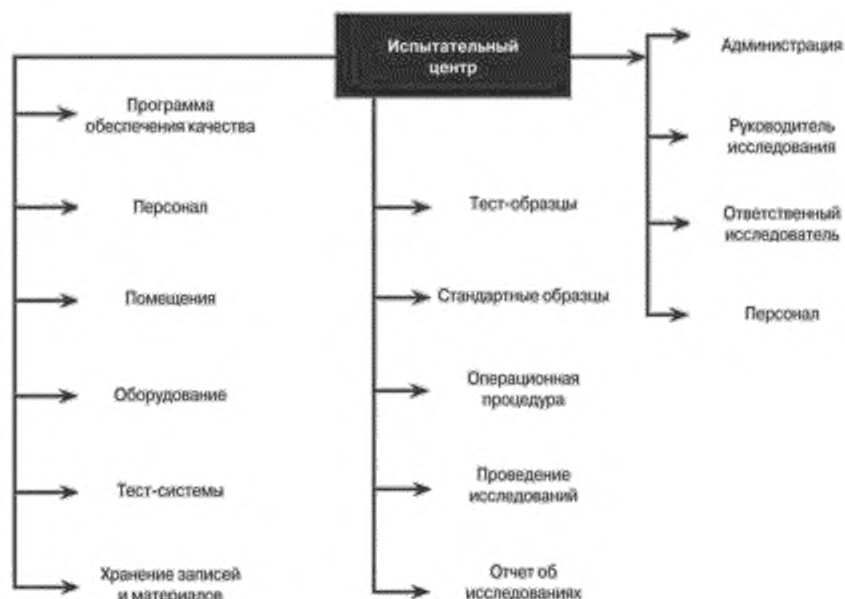 Испытательный
центр
Программа
обеспечения качества
Персонал
Помещения
Оборудование
Тест-системы
Хранение записей
и материалов
Тест-образцы
Стандартные образцы
Операционная
процедура
Проведение
исследований
Отчет об
исследованиях
Администрация
Руководитель
исследования
Ответственный
исследователь
Персонал